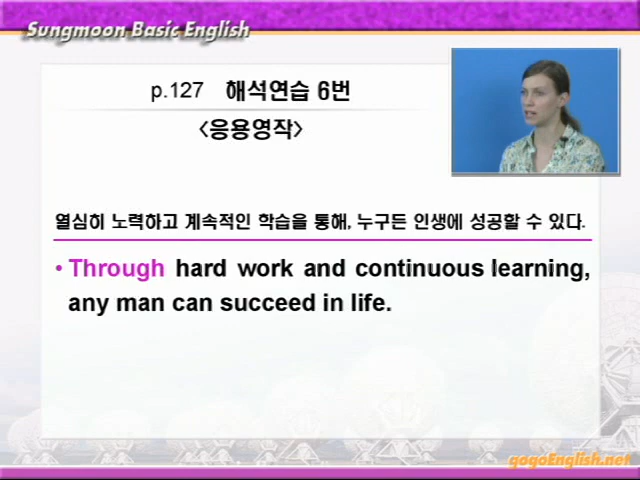 Sungmoon Basic English
p.127 해석연습 6번
<응용영작>
열심히 노력하고 계속적인 학습을 통해, 누구든 인생에 성공할 수 있다.
• Through hard work and continuous learning,
any man can succeed in life.
gogoEnglish.net